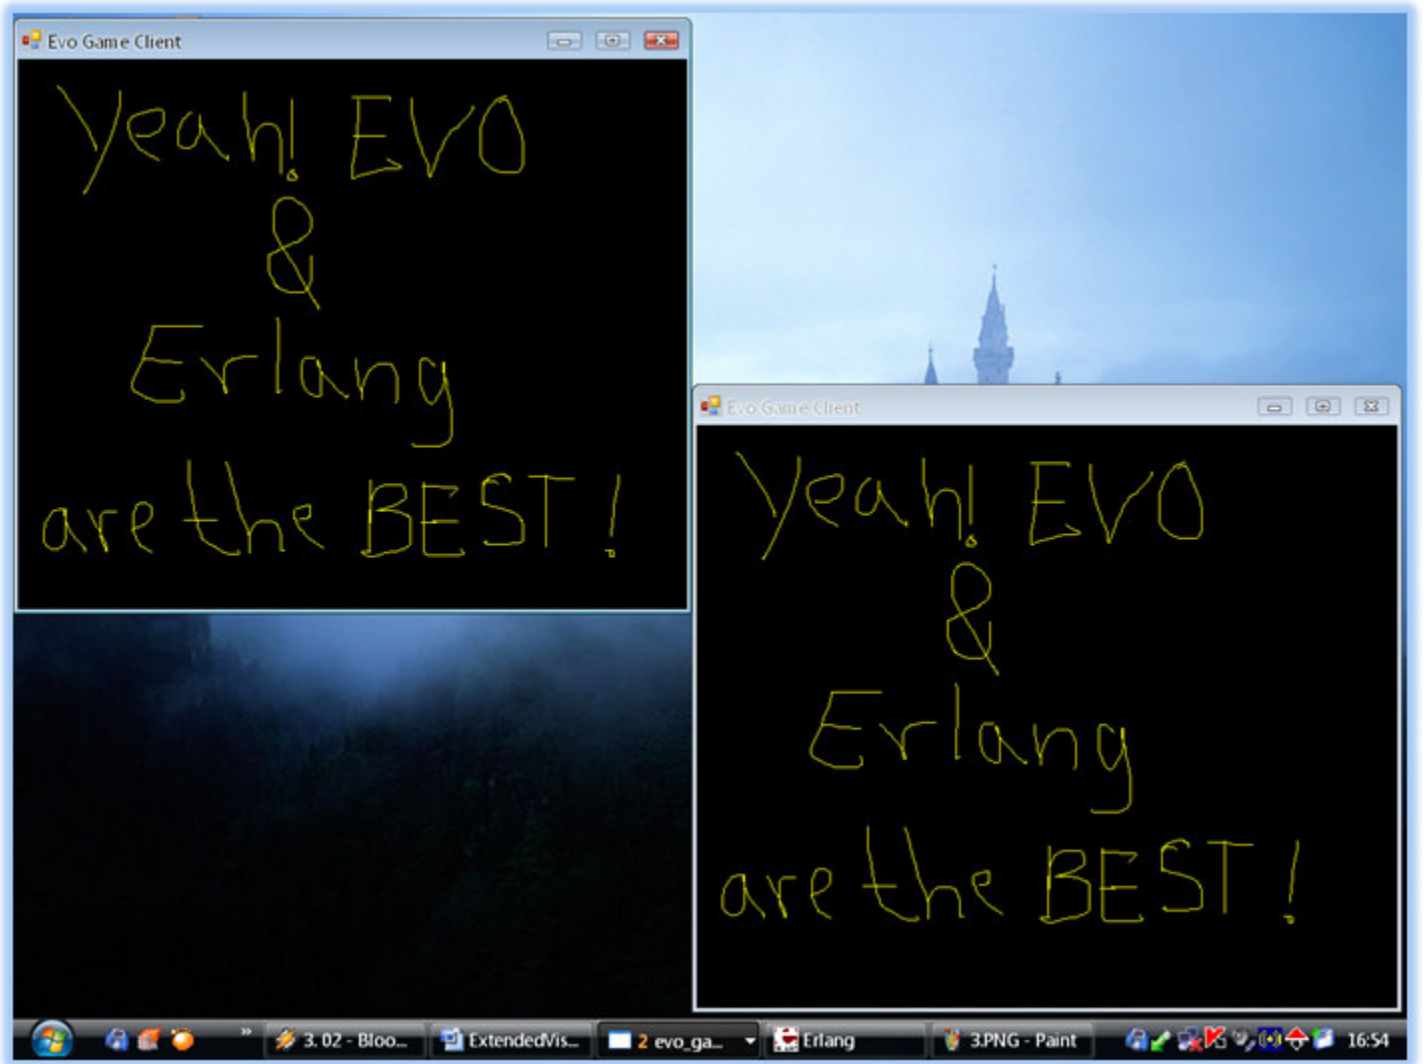 Evo Game Client
Yeah! EVO
&
Erlang
are the BEST!
Evo Game Client
Yeah! EVO
&
Erlang
are the BEST!
» 3. 02 - Bloo... ExtendedVis... 2 evo_ga... Erlang 3.PNG - Paint 16:54